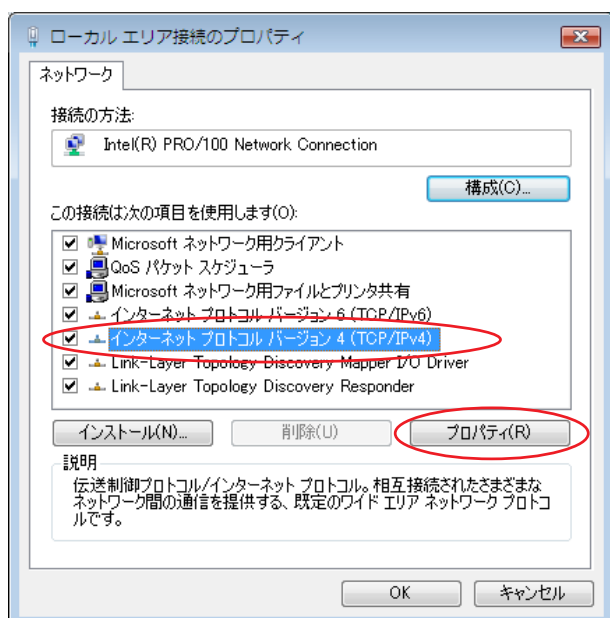 ローカル エリア接続のプロパティ
ネットワーク
接続の方法:
Intel(R) PRO/100 Network Connection
構成(C)...
この接続は次の項目を使用します(O):
Microsoft ネットワーク用クライアント
QoS パケット スケジューラ
Microsoft ネットワーク用ファイルとプリンタ共有
インターネット プロトコル バージョン 6 (TCP/IPv6)
インターネット プロトコル バージョン 4 (TCP/IPv4)
Link-Layer Topology Discovery Mapper I/O Driver
Link-Layer Topology Discovery Responder
インストール(N)...
削除(U)
プロパティ(R)
説明
伝送制御プロトコル/インターネット プロトコル。相互接続されたさまざまな
ネットワーク間の通信を提供する、既定のワイド エリア ネットワーク プロトコ
ルです。
OK
キャンセル